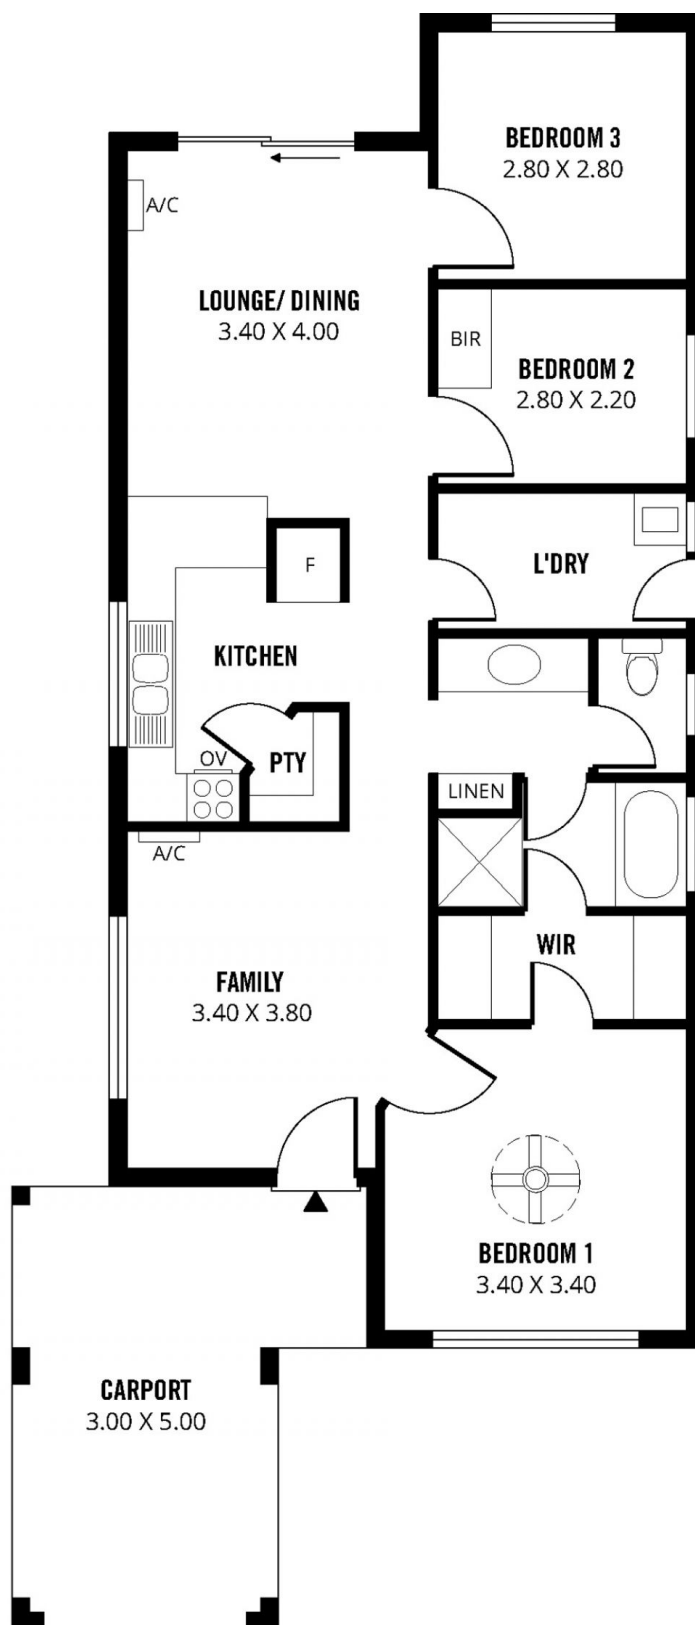 BEDROOM 3
2.80 X 2.80
A/C
LOUNGE/ DINING
3.40 X 4.00
BIR
BEDROOM 2
2.80 X 2.20
L'DRY
F
KITCHEN
OV
PTY
LINEN
A/C
WIR
FAMILY
3.40 X 3.80
BEDROOM 1
3.40 X 3.40
CARPORT
3.00 X 5.00